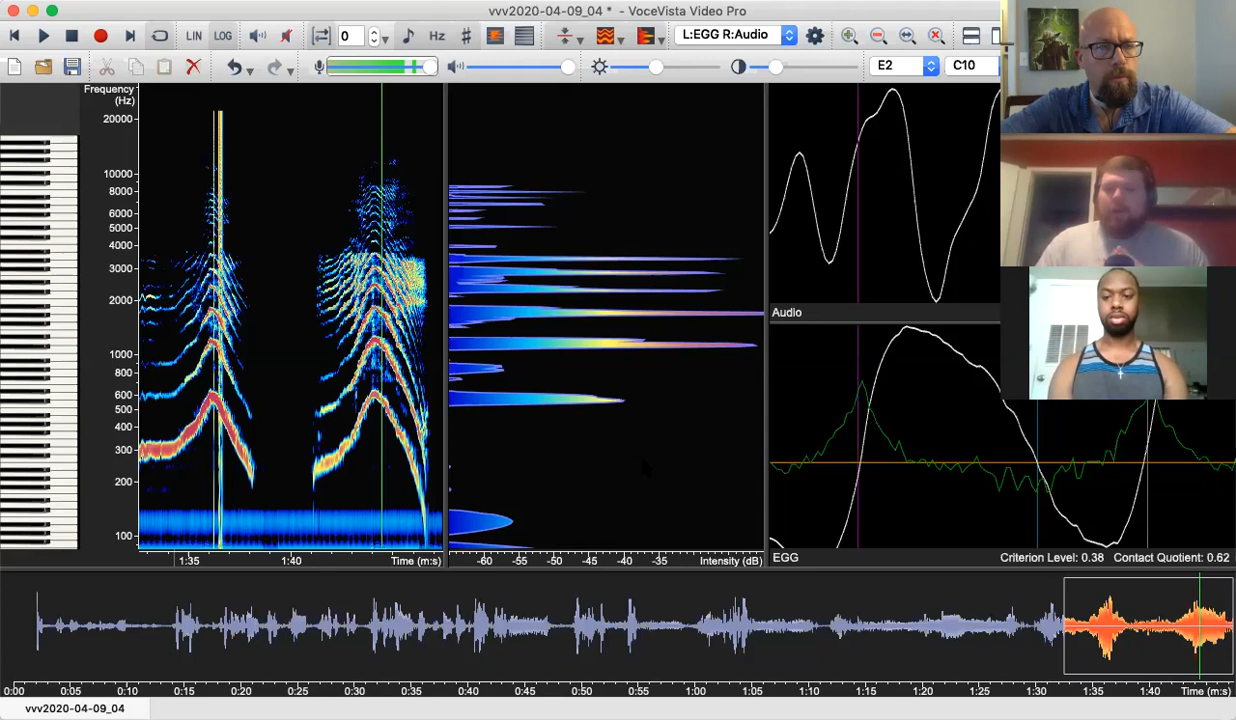 vvv2020-04-09_04 * - VoceVista Video Pro
LIN LOG 0 Hz L:EGG R:Audio
E2 C10
Frequency
(Hz)
20000
10000
8000
6000
5000
4000
3000
2000
1000
800
600
500
400
300
200
100
1:35 1:40 Time (m:s)
-60 -55 -50 -45 -40 -35 Intensity (dB)
Audio
EGG Criterion Level: 0.38 Contact Quotient: 0.62
0:00 0:05 0:10 0:15 0:20 0:25 0:30 0:35 0:40 0:45 0:50 0:55 1:00 1:05 1:10 1:15 1:20 1:25 1:30 1:35 1:40 Time (m:s)
vvv2020-04-09_04